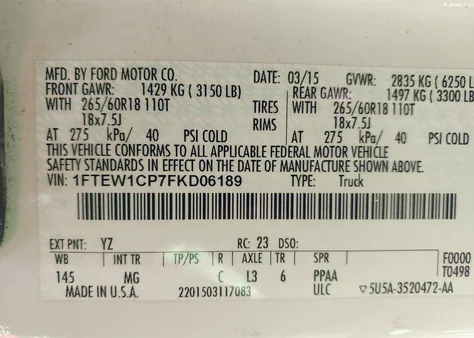 MFD. BY FORD MOTOR CO. DATE: 03/15 GVWR: 2835 KG (6250 L
FRONT GAWR: 1429 KG (3150 LB) REAR GAWR: 1497 KG (3300 LB
WITH 265/60R18 110T TIRES WITH 265/60R18 110T
18x7.5J RIMS 18x7.5J
AT 275 kPa/ 40 PSI COLD AT 275 kPa/ 40 PSI COLD
THIS VEHICLE CONFORMS TO ALL APPLICABLE FEDERAL MOTOR VEHICLE
SAFETY STANDARDS IN EFFECT ON THE DATE OF MANUFACTURE SHOWN ABOVE.
VIN: 1FTEW1CP7FKD06189 TYPE: Truck
EXT PNT: YZ RC: 23 DSO:
WB INT TR TP/PS R AXLE TR SPR F0000
145 MG C L3 6 PPAA T0498
MADE IN U.S.A. 2201503117083 ULC ▽5U5A-3520472-AA